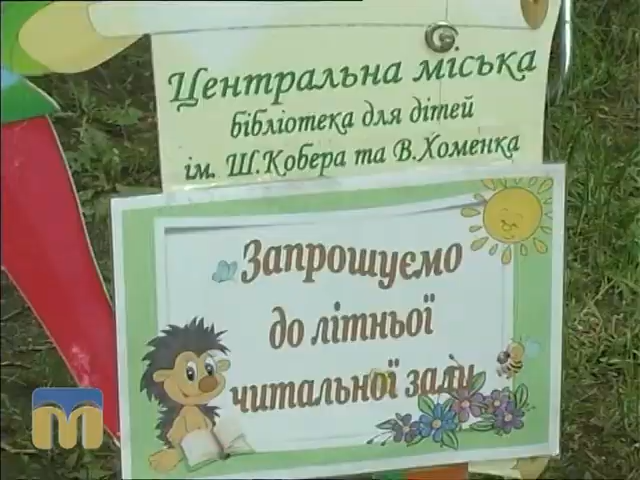 Центральна міська
бібліотека для дітей
ім. Ш.Кобера та В.Хоменка
Запрошуємо
до літньої
читальної зали